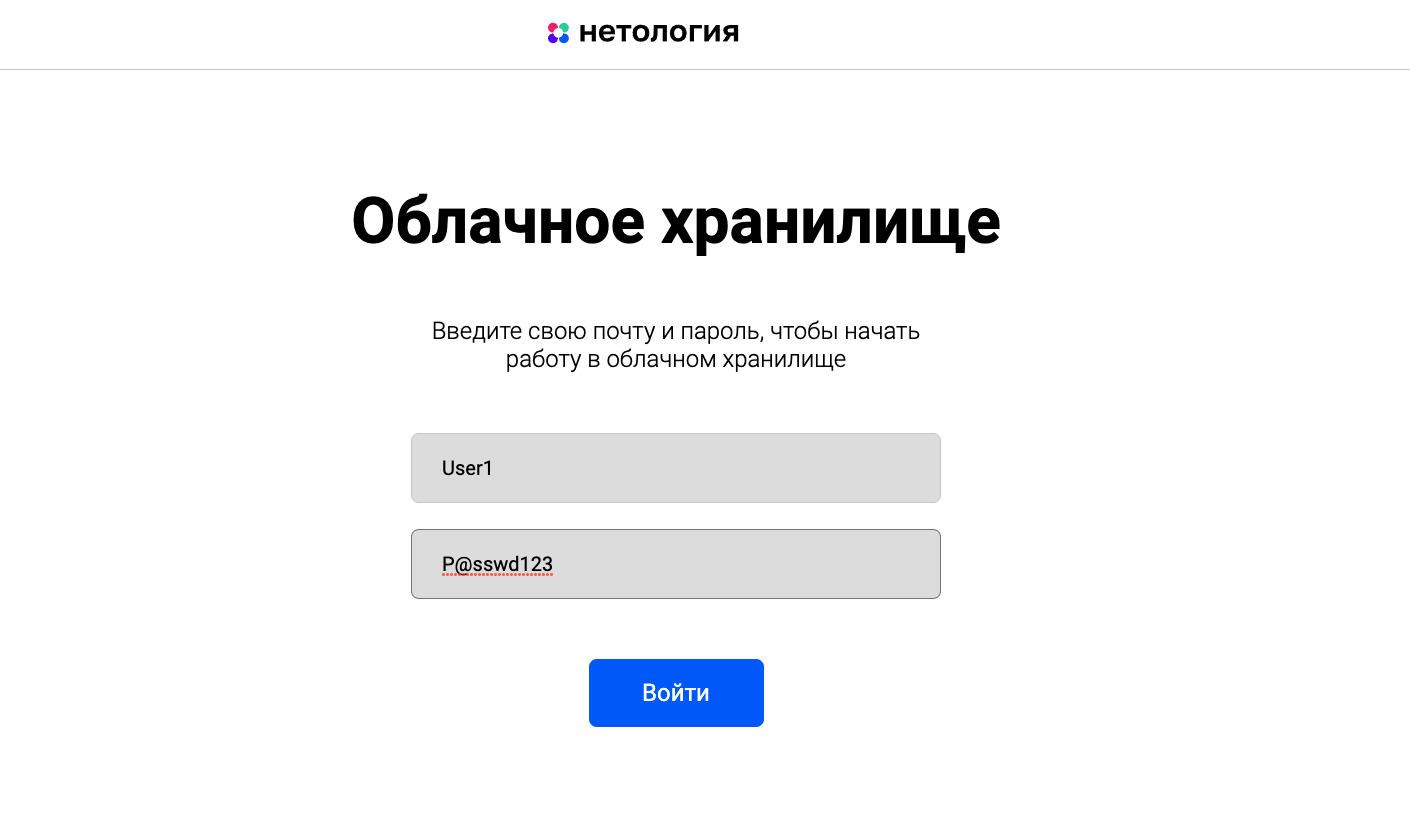 нетология
Облачное хранилище
Введите свою почту и пароль, чтобы начать
работу в облачном хранилище
User1
P@sswd123
Войти